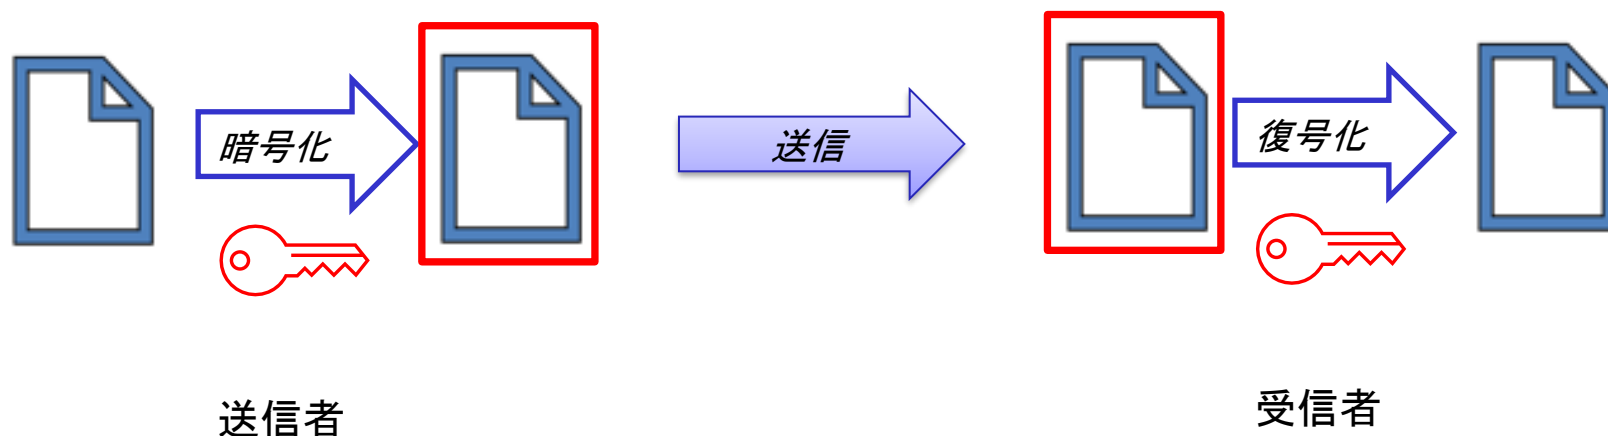 暗号化
送信
復号化
送信者
受信者